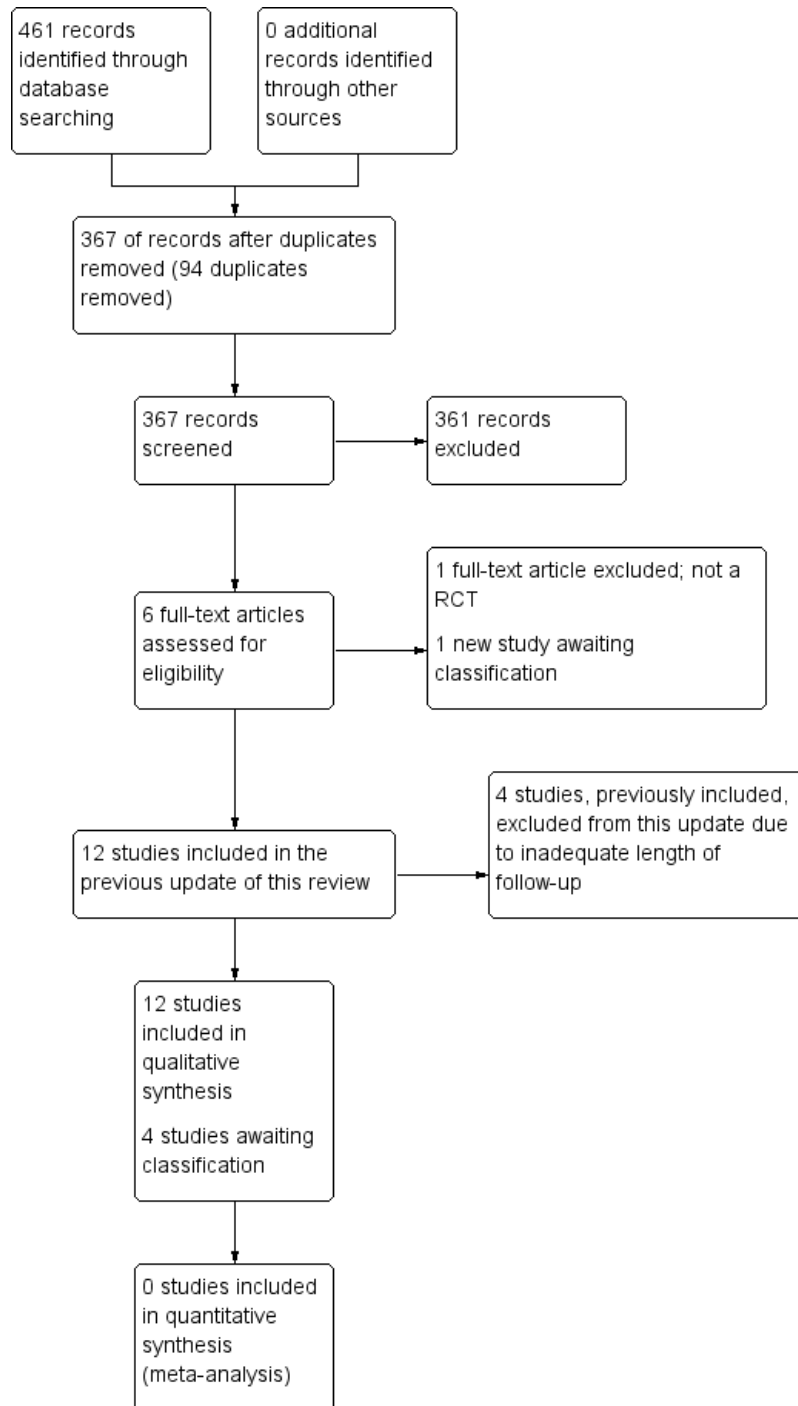 461 records
identified through
database
searching
0 additional
records identified
through other
sources
367 of records after duplicates
removed (94 duplicates
removed)
367 records
screened
361 records
excluded
6 full-text articles
assessed for
eligibility
1 full-text article excluded; not a
RCT
1 new study awaiting
classification
12 studies included in the
previous update of this review
4 studies, previously included,
excluded from this update due
to inadequate length of
follow-up
12 studies
included in
qualitative
synthesis
4 studies awaiting
classification
0 studies included
in quantitative
synthesis
(meta-analysis)